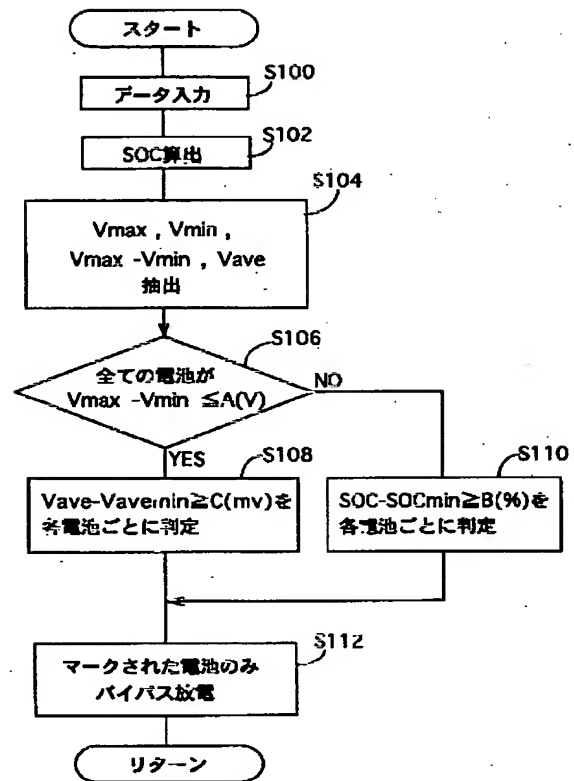 スタート
S100
データ入力
S102
SOC算出
S104
Vmax , Vmin ,
Vmax -Vmin , Vave
抽出
S106
全ての電池が
Vmax -Vmin ≦A(V)
NO
YES
S108
Vave-Vavemin≧C(mv)を
各電池ごとに判定
S110
SOC-SOCmin≧B(%)を
各電池ごとに判定
S112
マークされた電池のみ
バイパス放電
リターン